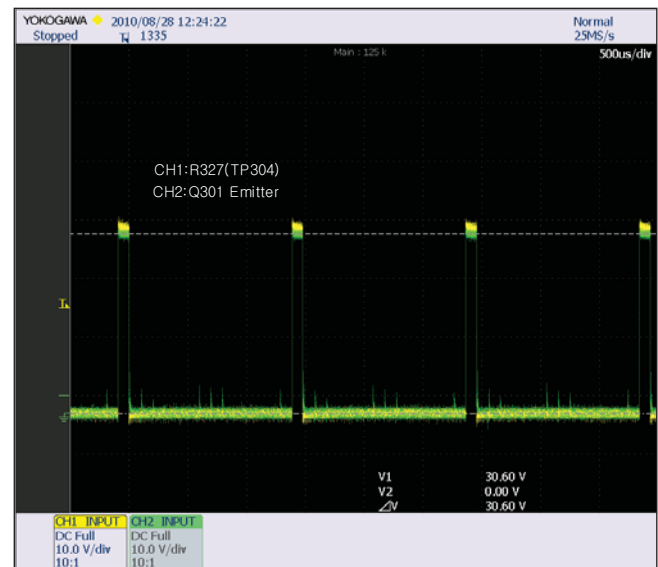 YOKOGAWA 2010/08/28 12:24:22 Normal
Stopped 1335 25MS/s
Main : 125 k 500us/div
CH1:R327(TP304)
CH2:Q301 Emitter
V1 30.60 V
V2 0.00 V
⊿V 30.60 V
CH1 INPUT CH2 INPUT
DC Full DC Full
10.0 V/div 10.0 V/div
10:1 10:1